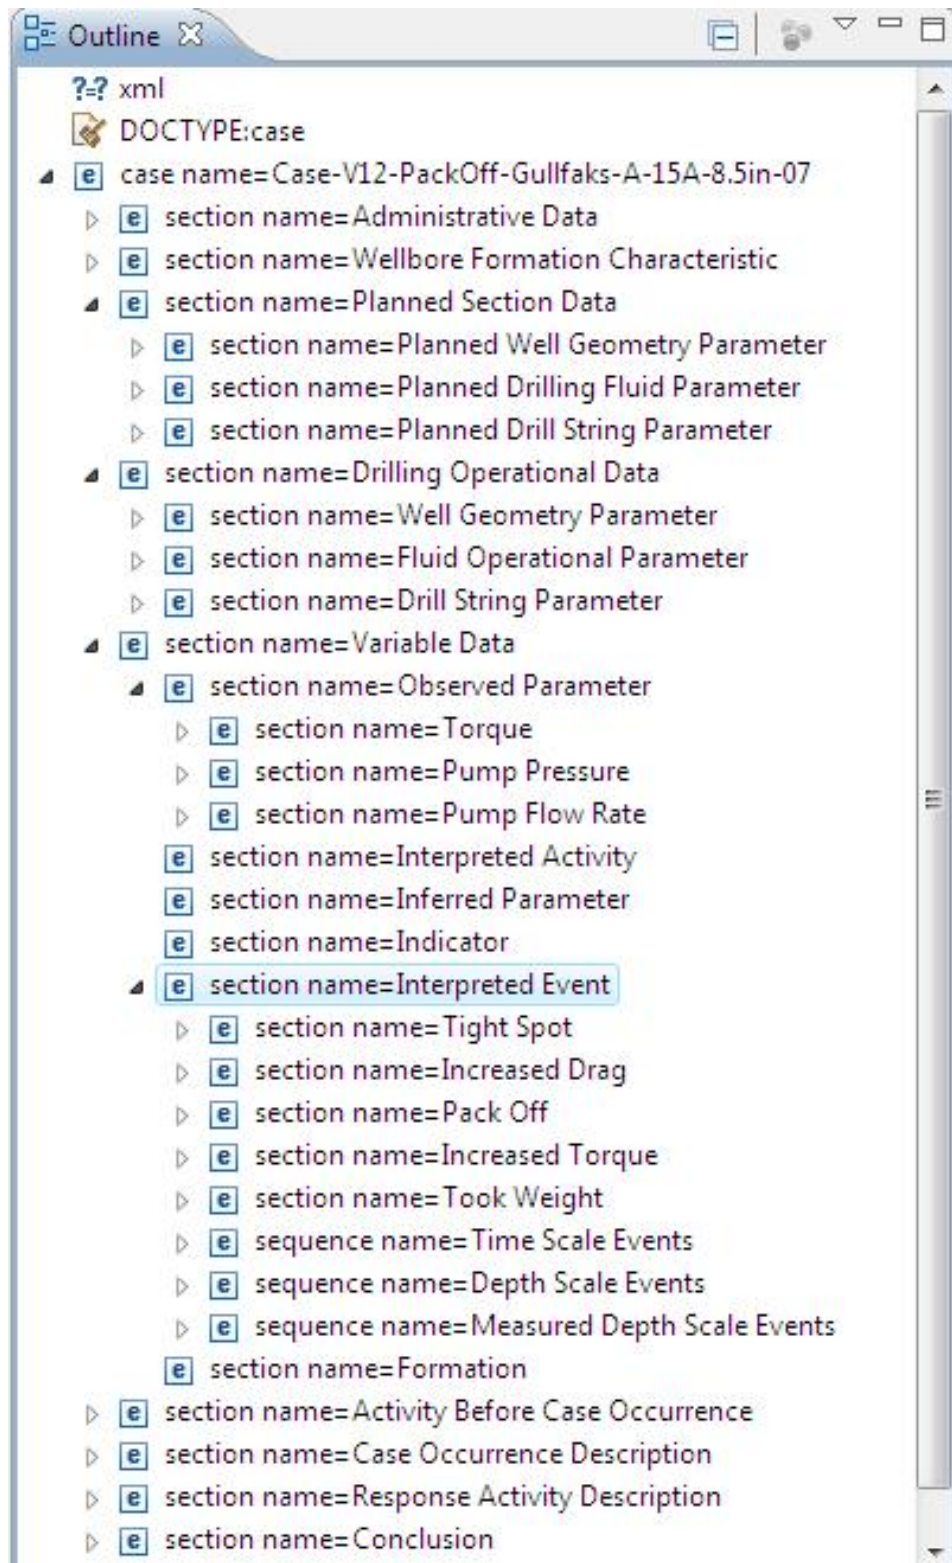 Outline
?=? xml
DOCTYPE:case
e case name=Case-V12-PackOff-Gullfaks-A-15A-8.5in-07
e section name=Administrative Data
e section name=Wellbore Formation Characteristic
e section name=Planned Section Data
e section name=Planned Well Geometry Parameter
e section name=Planned Drilling Fluid Parameter
e section name=Planned Drill String Parameter
e section name=Drilling Operational Data
e section name=Well Geometry Parameter
e section name=Fluid Operational Parameter
e section name=Drill String Parameter
e section name=Variable Data
e section name=Observed Parameter
e section name=Torque
e section name=Pump Pressure
e section name=Pump Flow Rate
e section name=Interpreted Activity
e section name=Inferred Parameter
e section name=Indicator
e section name=Interpreted Event
e section name=Tight Spot
e section name=Increased Drag
e section name=Pack Off
e section name=Increased Torque
e section name=Took Weight
e sequence name=Time Scale Events
e sequence name=Depth Scale Events
e sequence name=Measured Depth Scale Events
e section name=Formation
e section name=Activity Before Case Occurrence
e section name=Case Occurrence Description
e section name=Response Activity Description
e section name=Conclusion